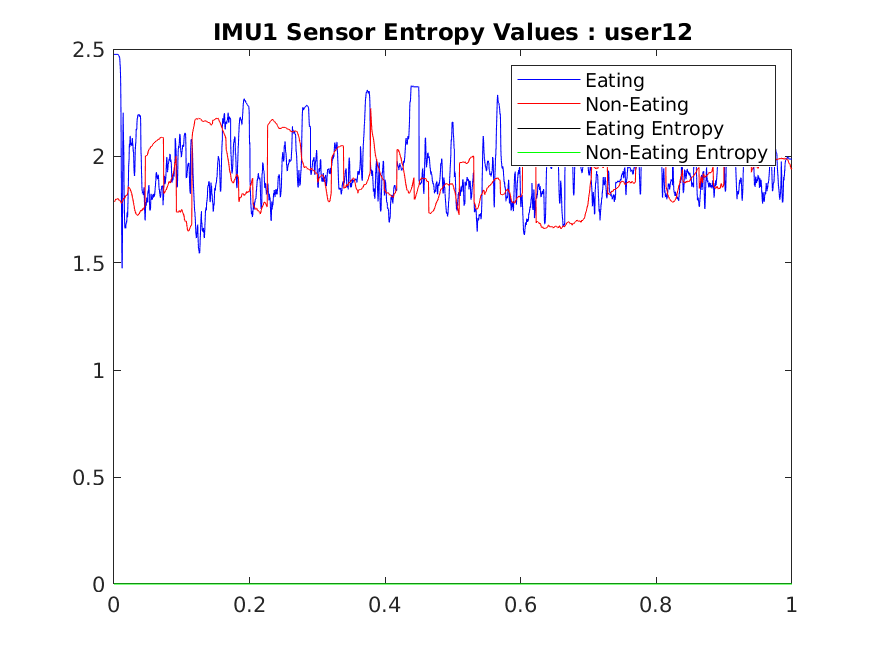 IMU1 Sensor Entropy Values : user12
2.5
Eating
Non-Eating
Eating Entropy
Non-Eating Entropy
2
1.5
1
0.5
0
0 0.2 0.4 0.6 0.8 1